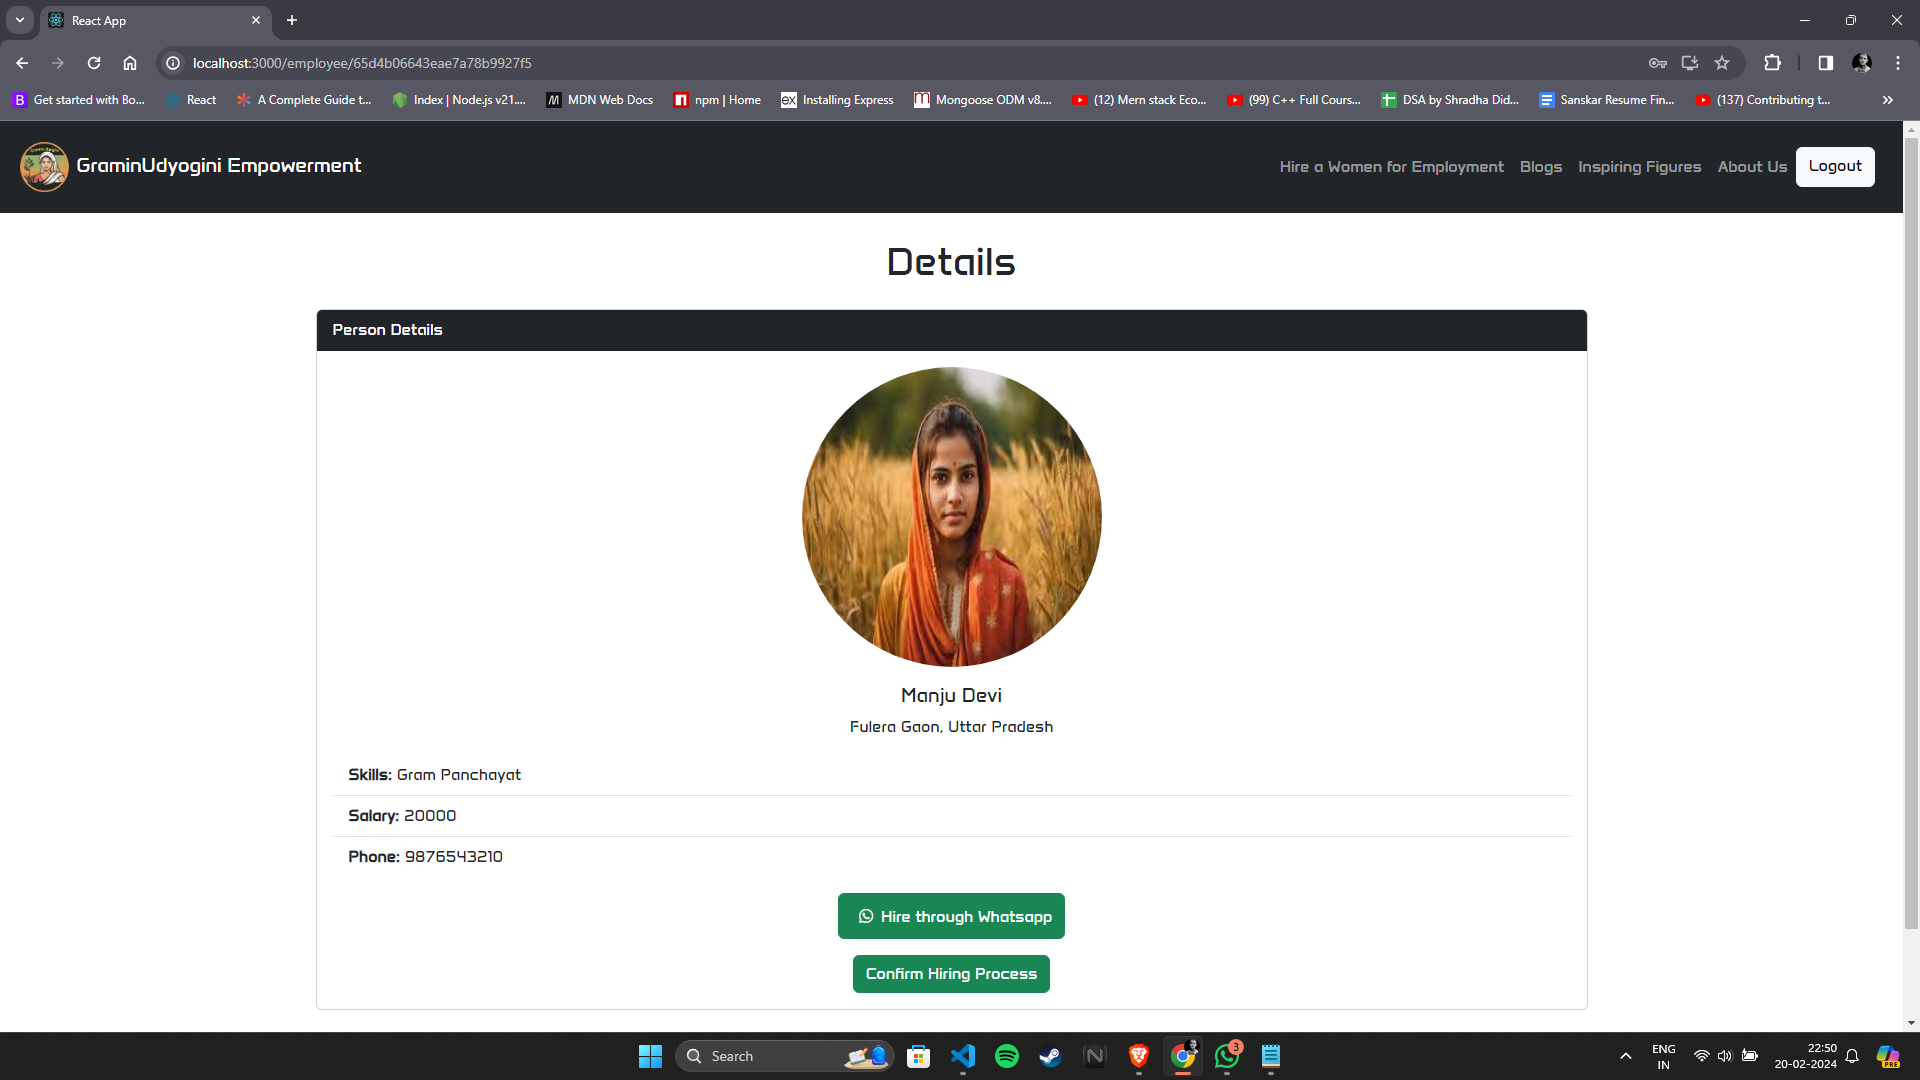 React App
localhost:3000/employee/65d4b06643eae7a78b9927f5
Get started with Bo... React A Complete Guide t... Index | Node.js v21.... MDN Web Docs npm | Home Installing Express Mongoose ODM v8.... (12) Mern stack Eco... (99) C++ Full Cours... DSA by Shradha Did... Sanskar Resume Fin... (137) Contributing t...
GraminUdyogini Empowerment
Hire a Women for Employment Blogs Inspiring Figures About Us Logout
Details
Person Details
Manju Devi
Fulera Gaon, Uttar Pradesh
Skills: Gram Panchayat
Salary: 20000
Phone: 9876543210
Hire through Whatsapp
Confirm Hiring Process
Search
3
ENG
IN
22:50
20-02-2024
PRE